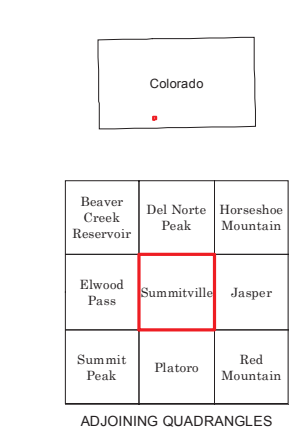 Colorado
Beaver
Creek
Reservoir
Del Norte
Peak
Horseshoe
Mountain
Elwood
Pass
Summitville
Jasper
Summit
Peak
Platoro
Red
Mountain
ADJOINING QUADRANGLES